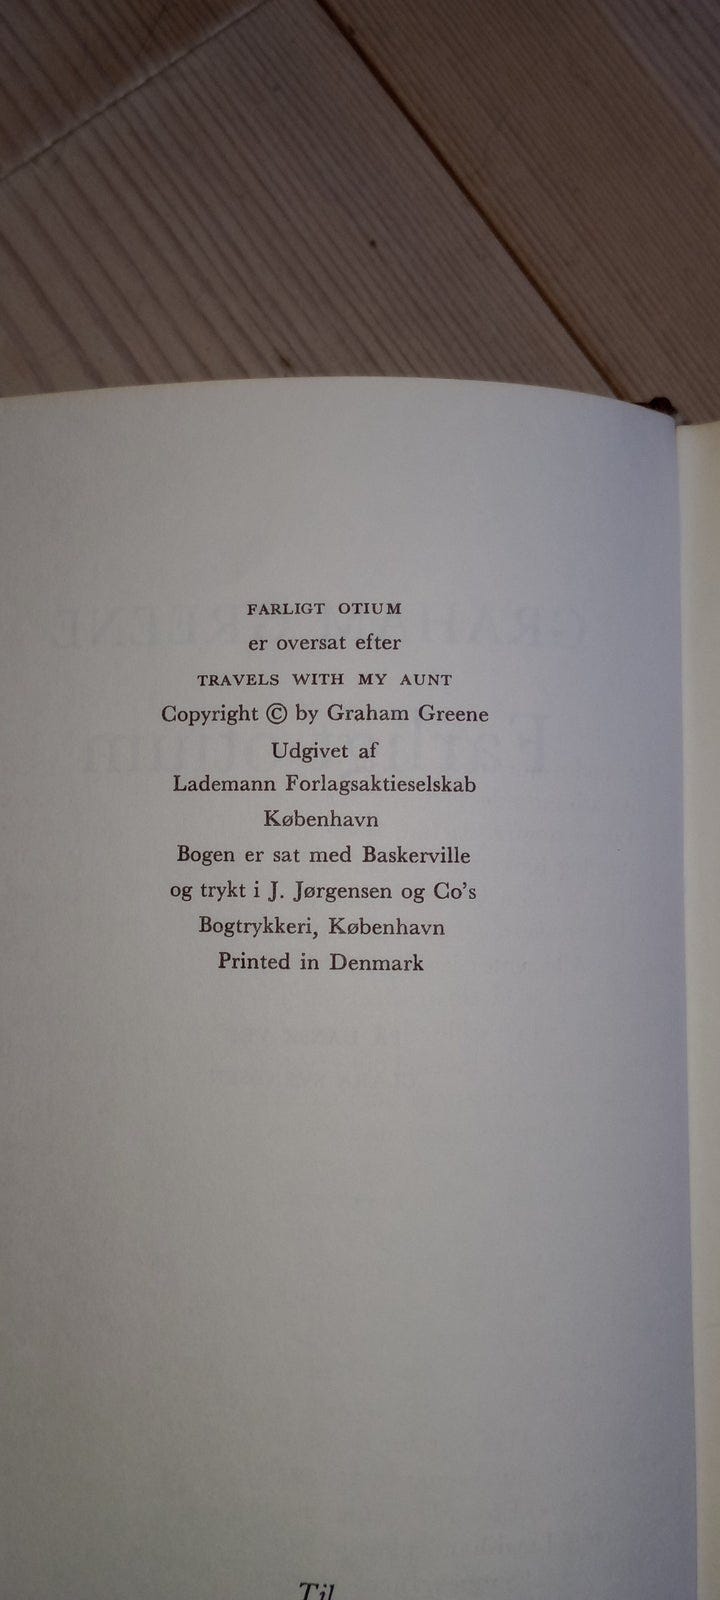 FARLIGT OTIUM
er oversat efter
TRAVELS WITH MY AUNT
Copyright © by Graham Greene
Udgivet af
Lademann Forlagsaktieselskab
København
Bogen er sat med Baskerville
og trykt i J. Jørgensen og Co's
Bogtrykkeri, København
Printed in Denmark
Til